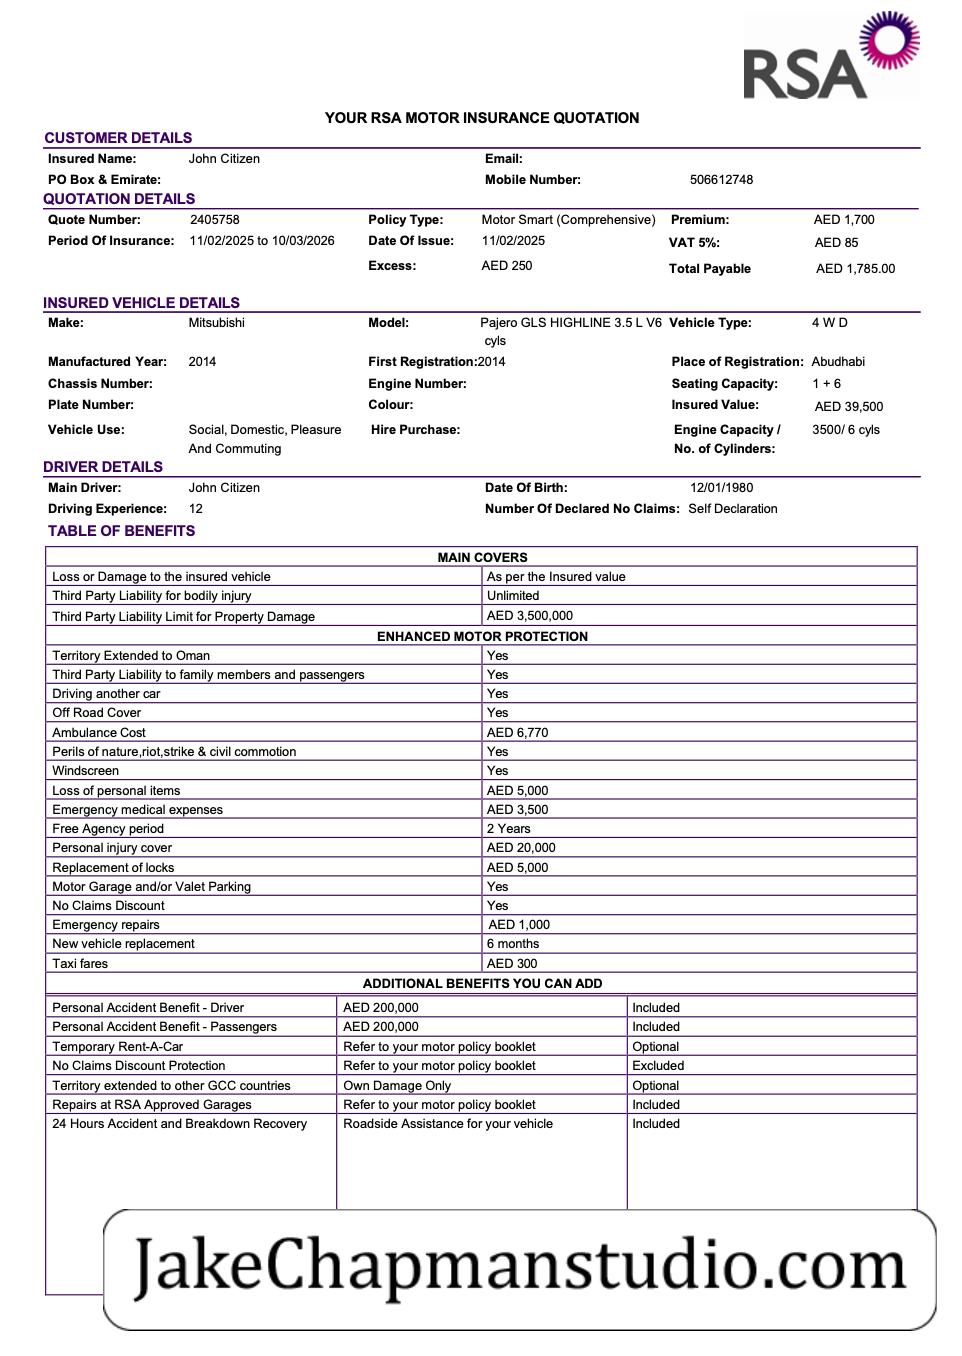 RSA
YOUR RSA MOTOR INSURANCE QUOTATION
CUSTOMER DETAILS
Insured Name: John Citizen Email:
PO Box & Emirate: Mobile Number: 506612748
QUOTATION DETAILS
Quote Number: 2405758 Policy Type: Motor Smart (Comprehensive) Premium: AED 1,700
Period Of Insurance: 11/02/2025 to 10/03/2026 Date Of Issue: 11/02/2025 VAT 5%: AED 85
Excess: AED 250 Total Payable AED 1,785.00
INSURED VEHICLE DETAILS
Make: Mitsubishi Model: Pajero GLS HIGHLINE 3.5 L V6 Vehicle Type: 4 W D
cyls
Manufactured Year: 2014 First Registration:2014 Place of Registration: Abudhabi
Chassis Number: Engine Number: Seating Capacity: 1 + 6
Plate Number: Colour: Insured Value: AED 39,500
Vehicle Use: Social, Domestic, Pleasure Hire Purchase: Engine Capacity / 3500/ 6 cyls
And Commuting No. of Cylinders:
DRIVER DETAILS
Main Driver: John Citizen Date Of Birth: 12/01/1980
Driving Experience: 12 Number Of Declared No Claims: Self Declaration
TABLE OF BENEFITS
MAIN COVERS
Loss or Damage to the insured vehicle As per the Insured value
Third Party Liability for bodily injury Unlimited
Third Party Liability Limit for Property Damage AED 3,500,000
ENHANCED MOTOR PROTECTION
Territory Extended to Oman Yes
Third Party Liability to family members and passengers Yes
Driving another car Yes
Off Road Cover Yes
Ambulance Cost AED 6,770
Perils of nature,riot,strike & civil commotion Yes
Windscreen Yes
Loss of personal items AED 5,000
Emergency medical expenses AED 3,500
Free Agency period 2 Years
Personal injury cover AED 20,000
Replacement of locks AED 5,000
Motor Garage and/or Valet Parking Yes
No Claims Discount Yes
Emergency repairs AED 1,000
New vehicle replacement 6 months
Taxi fares AED 300
ADDITIONAL BENEFITS YOU CAN ADD
Personal Accident Benefit - Driver AED 200,000 Included
Personal Accident Benefit - Passengers AED 200,000 Included
Temporary Rent-A-Car Refer to your motor policy booklet Optional
No Claims Discount Protection Refer to your motor policy booklet Excluded
Territory extended to other GCC countries Own Damage Only Optional
Repairs at RSA Approved Garages Refer to your motor policy booklet Included
24 Hours Accident and Breakdown Recovery Roadside Assistance for your vehicle Included
JakeChapmanstudio.com